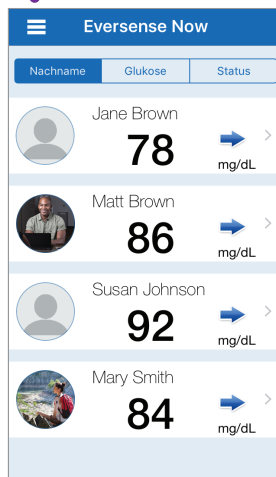 Eversense Now
Nachname Glukose Status
Jane Brown
78
mg/dL
Matt Brown
86
mg/dL
Susan Johnson
92
mg/dL
Mary Smith
84
mg/dL